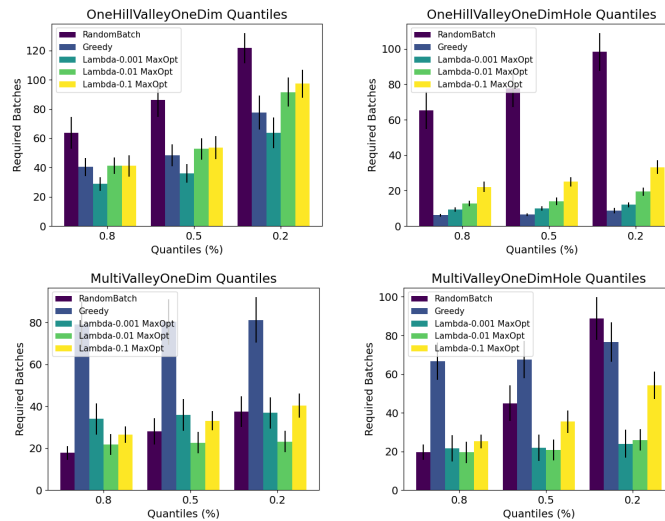 OneHillValleyOneDim Quantiles
RandomBatch
Greedy
Lambda-0.001 MaxOpt
Lambda-0.01 MaxOpt
Lambda-0.1 MaxOpt
Required Batches
120
100
80
60
40
20
0
0.8 0.5 0.2
Quantiles (%)
OneHillValleyOneDimHole Quantiles
RandomBatch
Greedy
Lambda-0.001 MaxOpt
Lambda-0.01 MaxOpt
Lambda-0.1 MaxOpt
Required Batches
100
80
60
40
20
0
0.8 0.5 0.2
Quantiles (%)
MultiValleyOneDim Quantiles
RandomBatch
Greedy
Lambda-0.001 MaxOpt
Lambda-0.01 MaxOpt
Lambda-0.1 MaxOpt
Required Batches
80
60
40
20
0
0.8 0.5 0.2
Quantiles (%)
MultiValleyOneDimHole Quantiles
RandomBatch
Greedy
Lambda-0.001 MaxOpt
Lambda-0.01 MaxOpt
Lambda-0.1 MaxOpt
Required Batches
100
80
60
40
20
0
0.8 0.5 0.2
Quantiles (%)